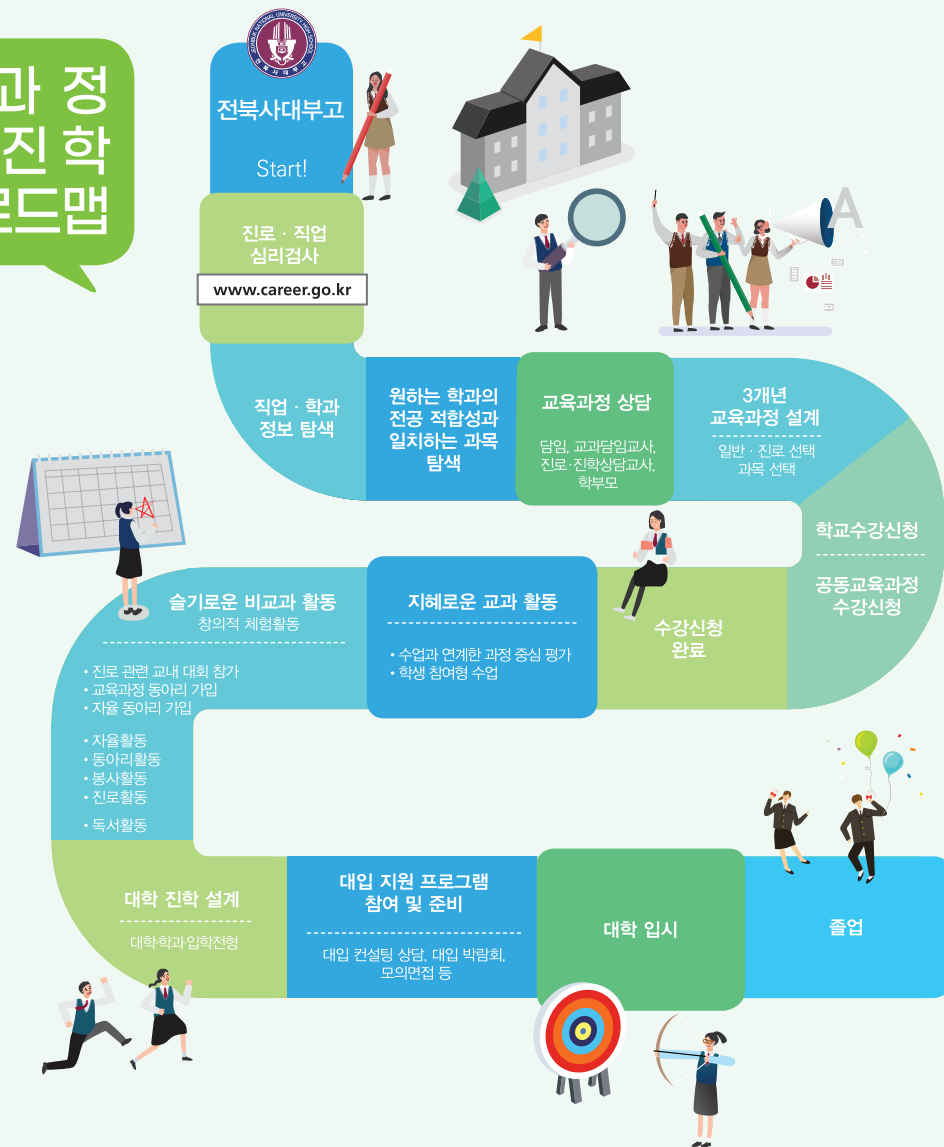 과 정
진 학
로드맵
JEONBUK NATIONAL UNIVERSITY HIGH SCHOOL
전 북 사 대 부 고
전북사대부고
Start!
진로 · 직업
심리검사
www.career.go.kr
A
직업 · 학과
정보 탐색
원하는 학과의
전공 적합성과
일치하는 과목
탐색
교육과정 상담
담임, 교과담임교사,
진로·진학상담교사,
학부모
3개년
교육과정 설계
일반 · 진로 선택
과목 선택
학교수강신청
공동교육과정
수강신청
수강신청
완료
지혜로운 교과 활동
• 수업과 연계한 과정 중심 평가
• 학생 참여형 수업
슬기로운 비교과 활동
창의적 체험활동
• 진로 관련 교내 대회 참가
• 교육과정 동아리 가입
• 자율 동아리 가입
• 자율활동
• 동아리활동
• 봉사활동
• 진로활동
• 독서활동
대학 진학 설계
대학·학과·입학전형
대입 지원 프로그램
참여 및 준비
대입 컨설팅 상담, 대입 박람회,
모의면접 등
대학 입시
졸업